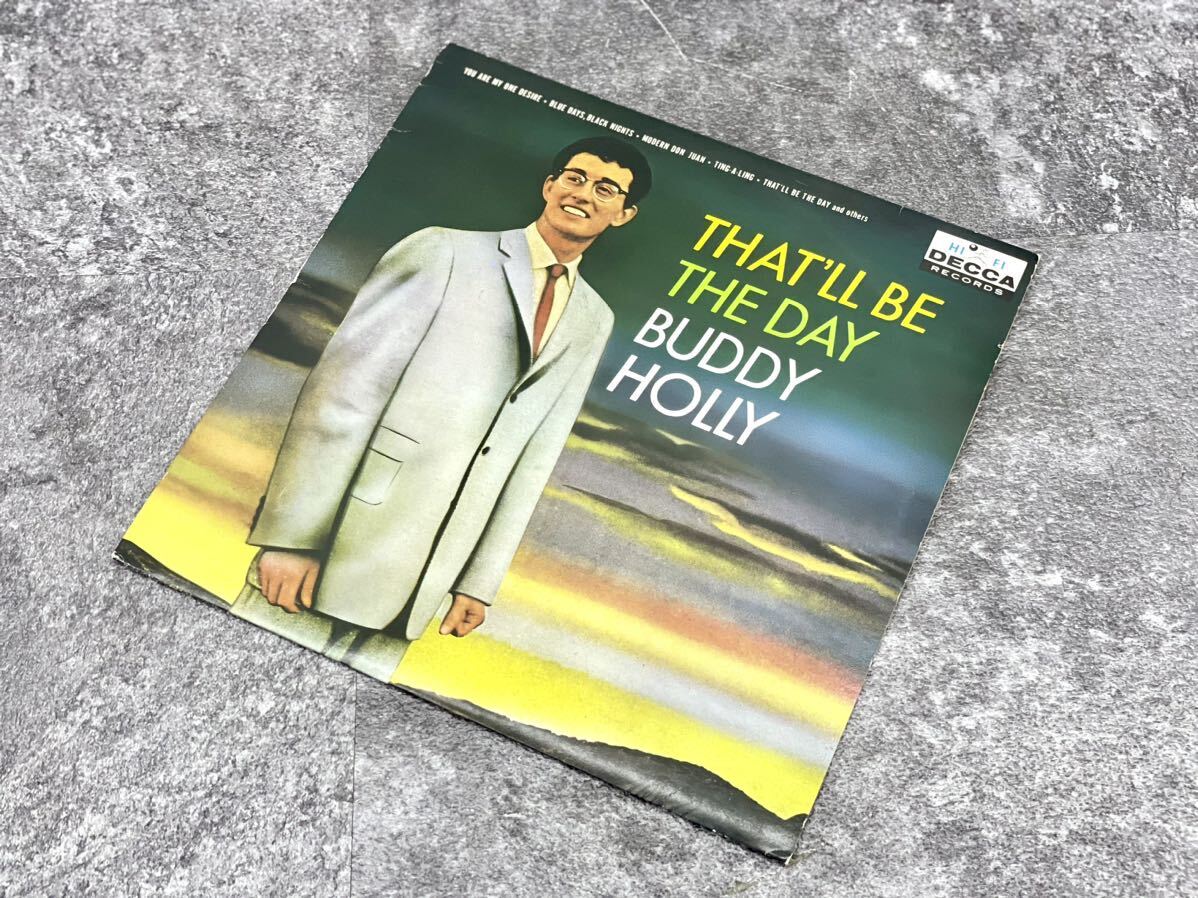 YOU ARE MY ONE DESIRE • BLUE DAYS, BLACK NIGHTS • MODERN DON JUAN • TING-A-LING • THAT'LL BE THE DAY and others
THAT'LL BE
THE DAY
BUDDY
HOLLY
HI FI
DECCA
RECORDS